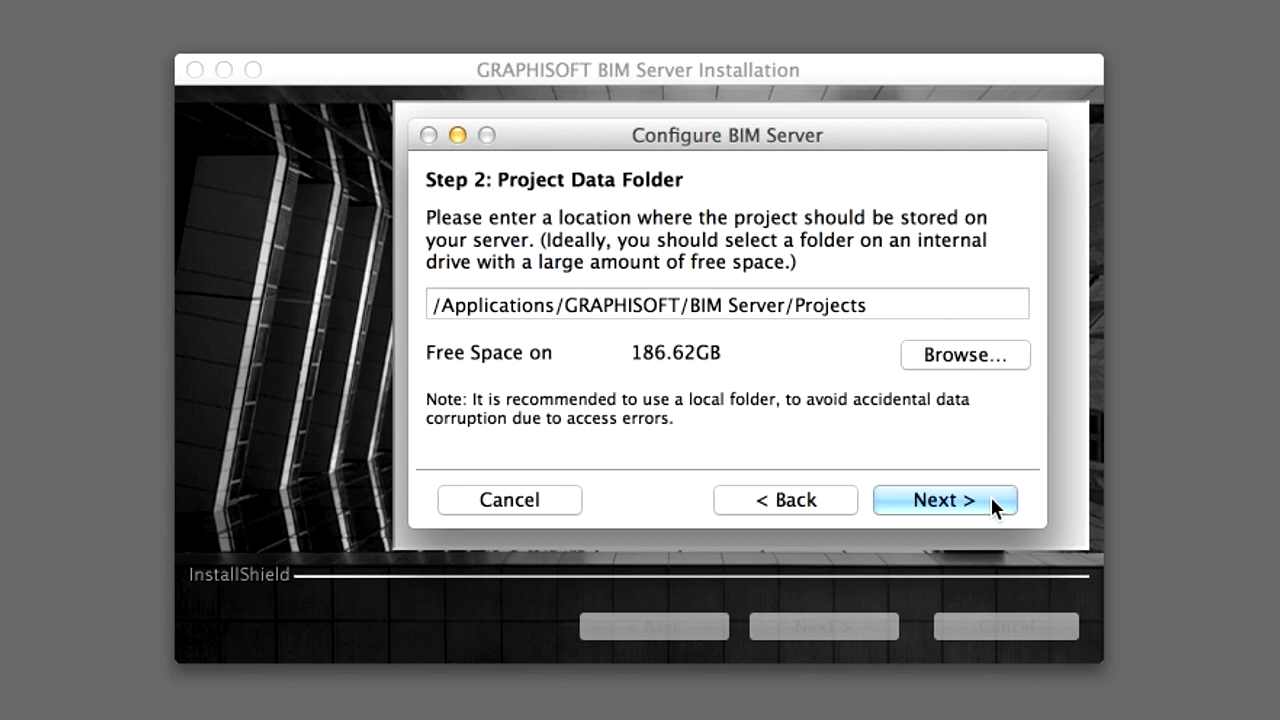 GRAPHISOFT BIM Server Installation
Configure BIM Server
Step 2: Project Data Folder
Please enter a location where the project should be stored on
your server. (Ideally, you should select a folder on an internal
drive with a large amount of free space.)
/Applications/GRAPHISOFT/BIM Server/Projects
Free Space on 186.62GB
Browse...
Note: It is recommended to use a local folder, to avoid accidental data
corruption due to access errors.
Cancel < Back Next >
InstallShield
< Back Next > Cancel